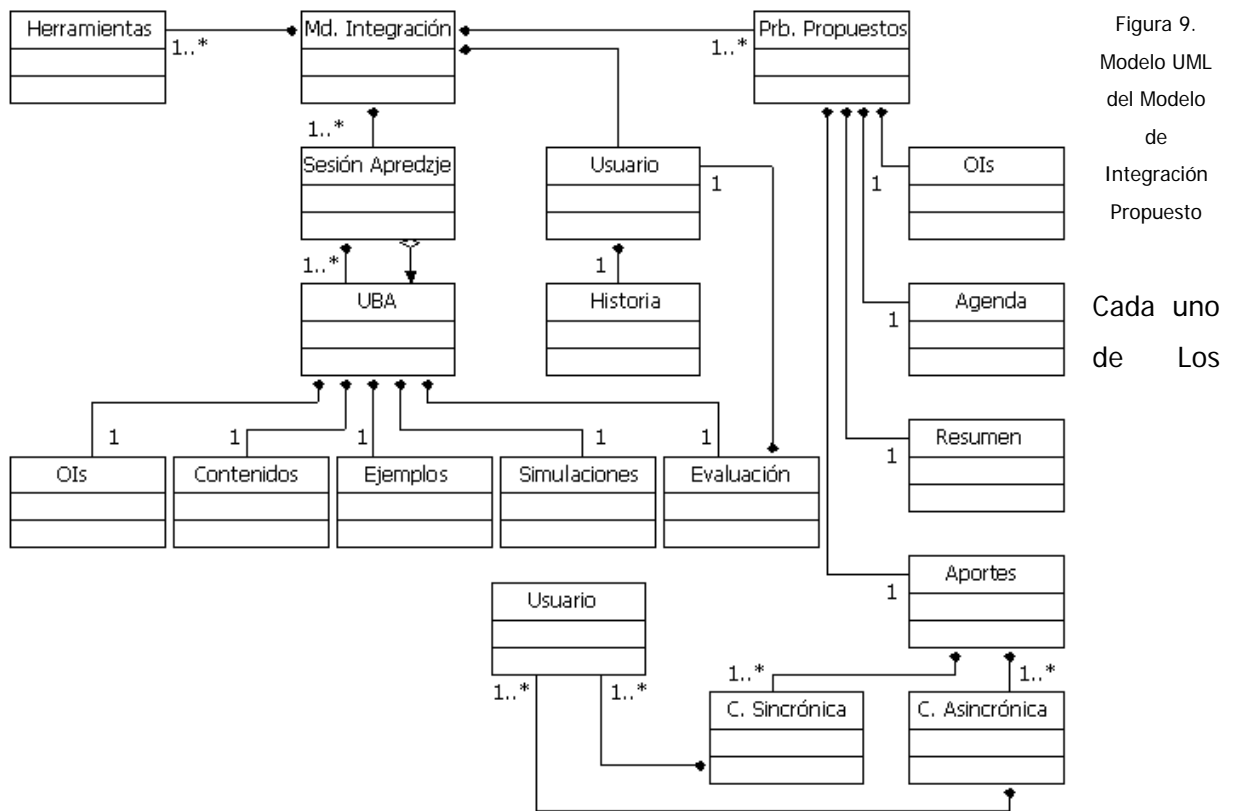 Herramientas
1..*
Md. Integración
1..*
Prb. Propuestos
Figura 9.
Modelo UML
del Modelo
de
Integración
Propuesto
1..*
Sesión Apredzje
Usuario
1
1
OIs
1..*
UBA
1
Historia
1
Agenda
Cada uno
de Los
1
Resumen
1
OIs
1
Contenidos
1
Ejemplos
1
Simulaciones
1
Evaluación
1
Aportes
Usuario
1..*
1..*
1..*
C. Sincrónica
1..*
C. Asincrónica